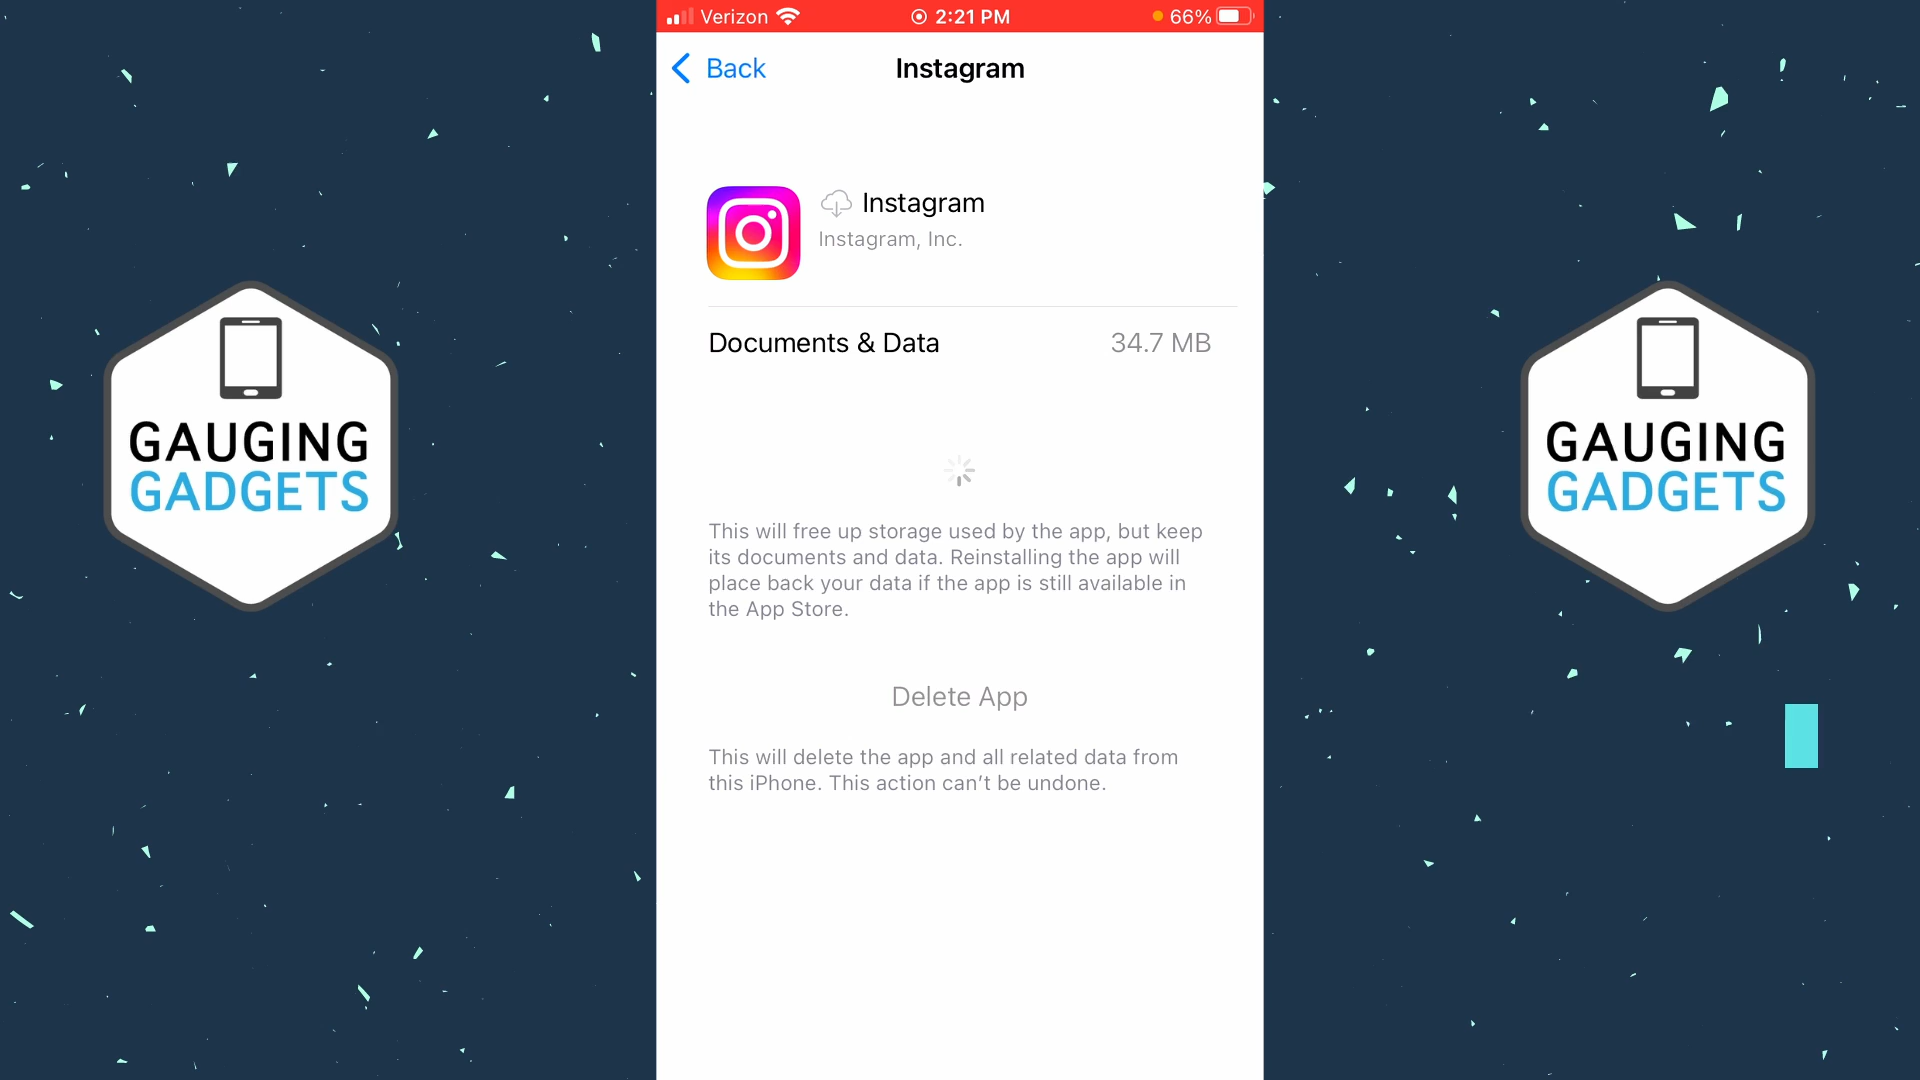 Verizon 2:21 PM 66%
Back Instagram
Instagram
Instagram, Inc.
Documents & Data 34.7 MB
This will free up storage used by the app, but keep
its documents and data. Reinstalling the app will
place back your data if the app is still available in
the App Store.
Delete App
This will delete the app and all related data from
this iPhone. This action can't be undone.
GAUGING
GADGETS
GAUGING
GADGETS